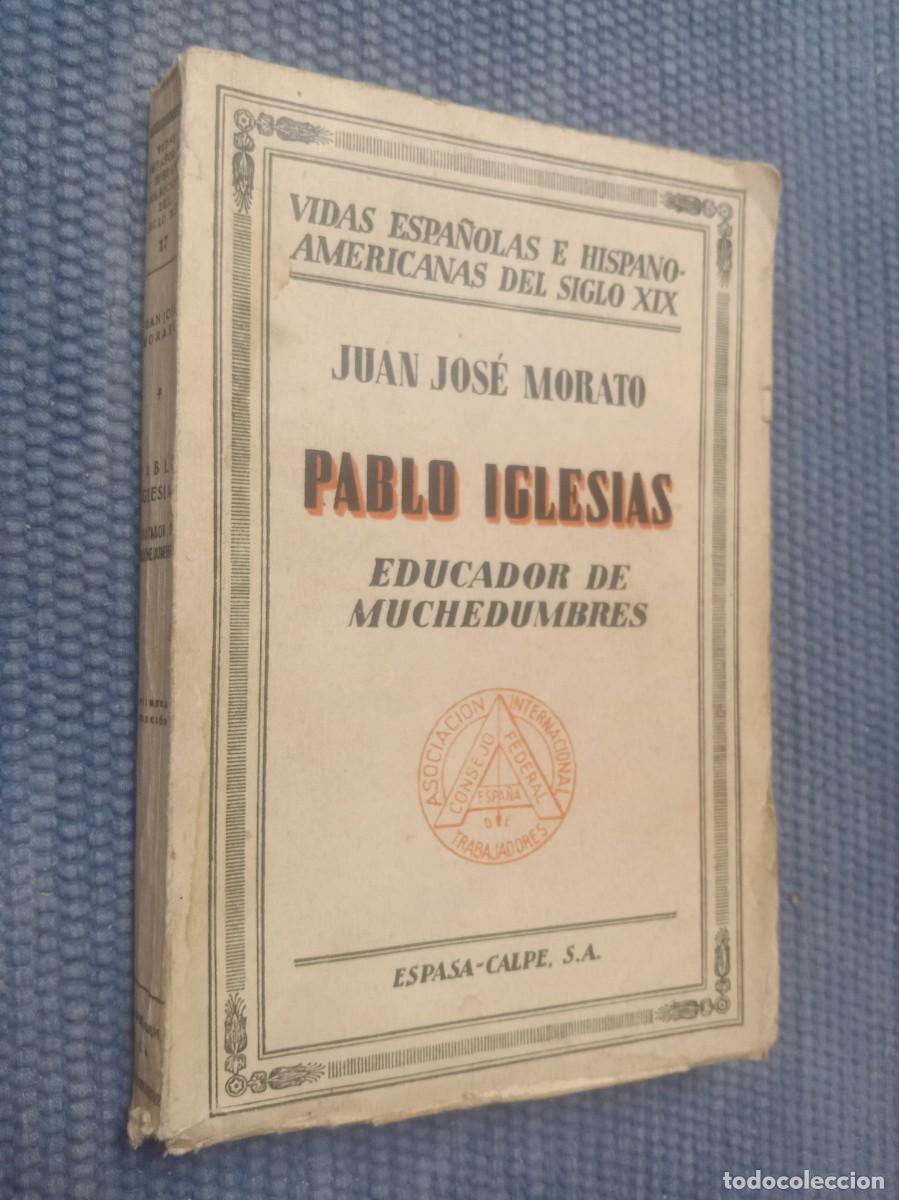 VIDAS ESPAÑOLAS E HISPANO-
AMERICANAS DEL SIGLO XIX
JUAN JOSÉ MORATO
PABLO IGLESIAS
EDUCADOR DE
MUCHEDUMBRES
ASOCIACION INTERNACIONAL
DE TRABAJADORES
CONSEJO FEDERAL
ESPAÑA
ESPASA-CALPE, S.A.
17
todocoleccion